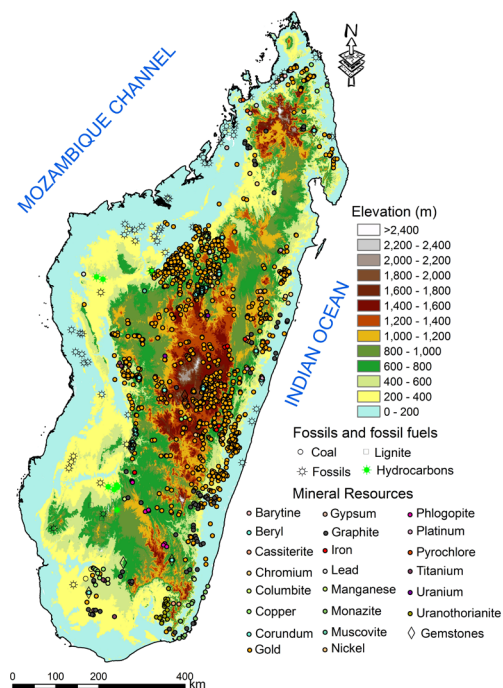 N
MOZAMBIQUE CHANNEL
INDIAN OCEAN
Elevation (m)
>2,400
2,200 - 2,400
2,000 - 2,200
1,800 - 2,000
1,600 - 1,800
1,400 - 1,600
1,200 - 1,400
1,000 - 1,200
800 - 1,000
600 - 800
400 - 600
200 - 400
0 - 200
Fossils and fossil fuels
Coal
Lignite
Fossils
Hydrocarbons
Mineral Resources
Barytine
Beryl
Cassiterite
Chromium
Columbite
Copper
Corundum
Gold
Gypsum
Graphite
Iron
Lead
Manganese
Monazite
Muscovite
Nickel
Phlogopite
Platinum
Pyrochlore
Titanium
Uranium
Uranothorianite
Gemstones
0 100 200 400
km